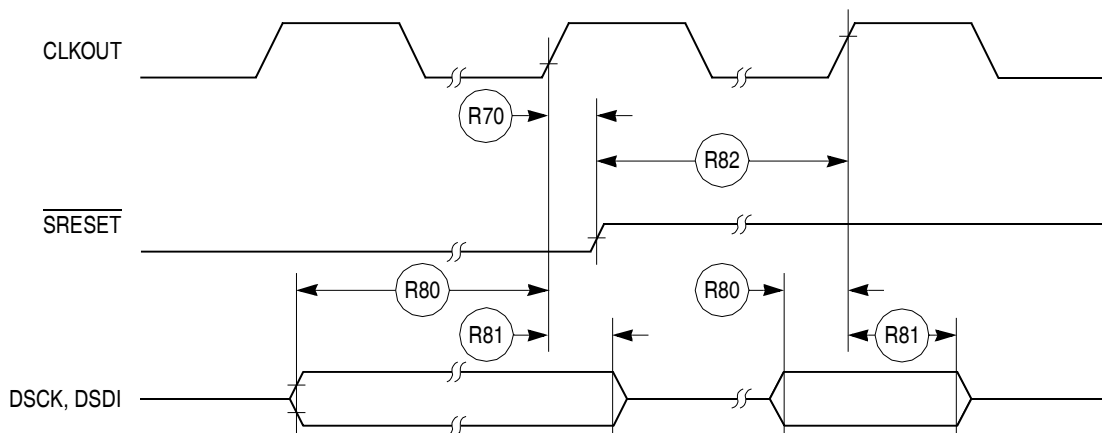 CLKOUT
R70
R82
SRESET
R80
R80
R81
R81
DSCK, DSDI